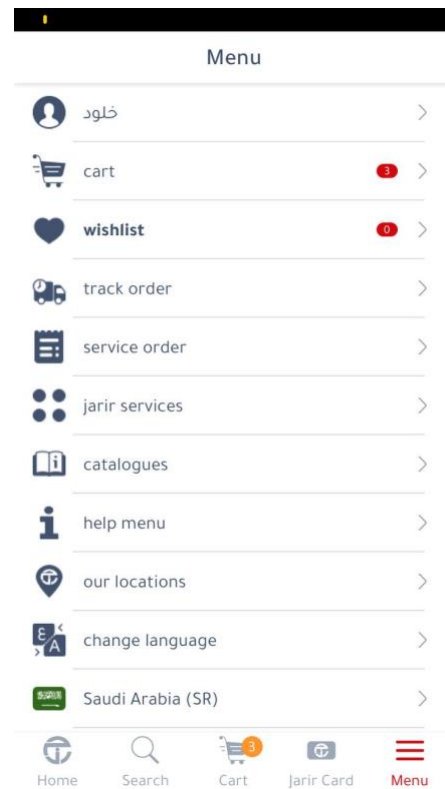 Menu
خلود
cart 3
wishlist 0
track order
service order
jarir services
catalogues
help menu
our locations
change language
Saudi Arabia (SR)
3
Home Search Cart Jarir Card Menu